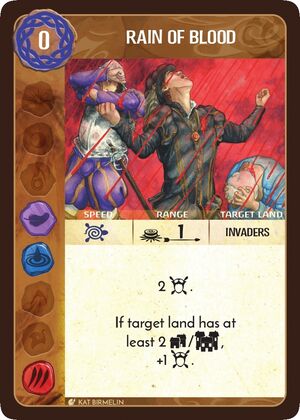 0
RAIN OF BLOOD
SPEED RANGE TARGET LAND
1 INVADERS
2 .
If target land has at
least 2 / ,
+1 .
KAT BIRMELIN